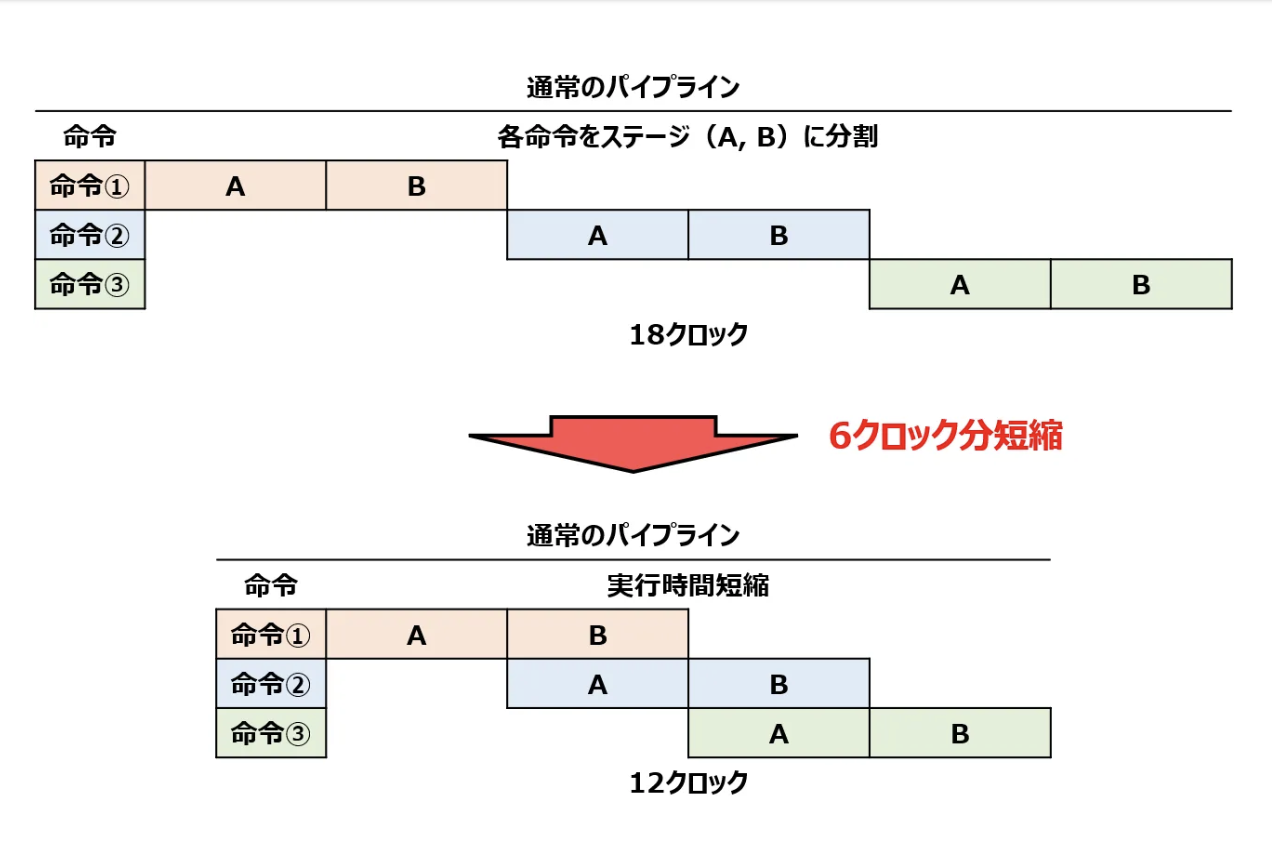 通常のパイプライン
命令 各命令をステージ（A, B）に分割
命令① A B
命令② A B
命令③ A B
18クロック
6クロック分短縮
通常のパイプライン
命令 実行時間短縮
命令① A B
命令② A B
命令③ A B
12クロック